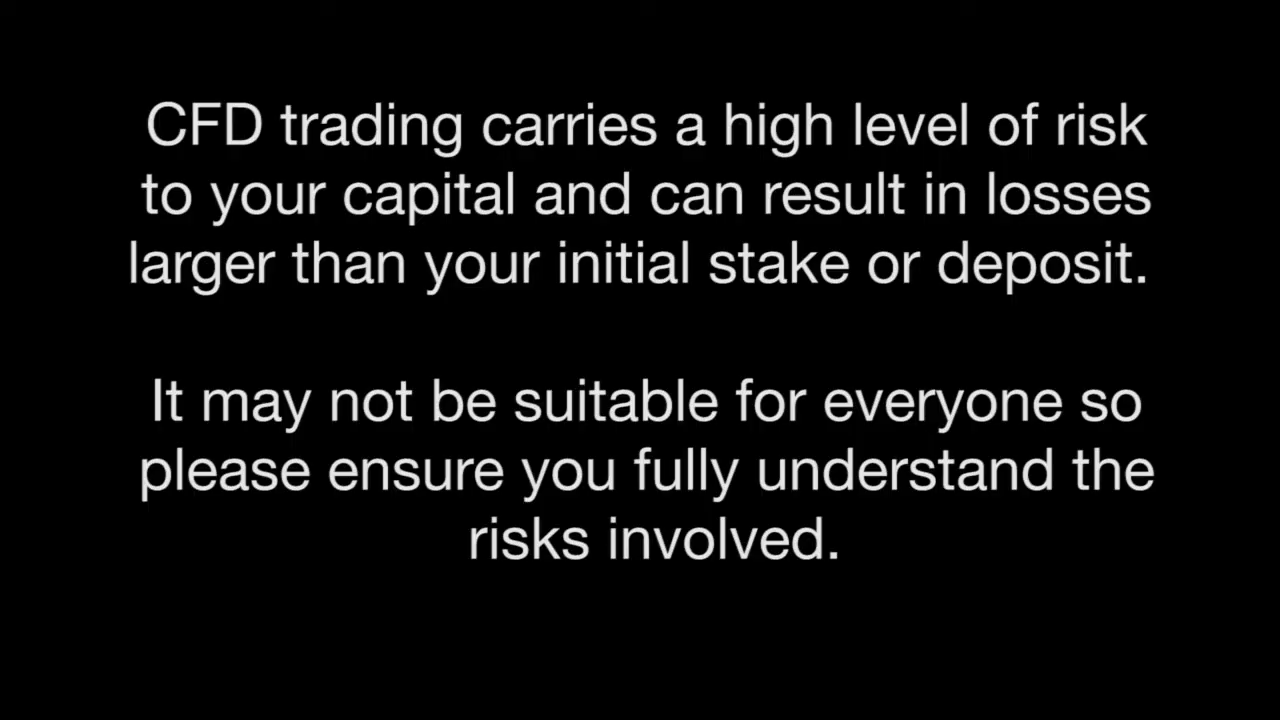 CFD trading carries a high level of risk
to your capital and can result in losses
larger than your initial stake or deposit.
It may not be suitable for everyone so
please ensure you fully understand the
risks involved.